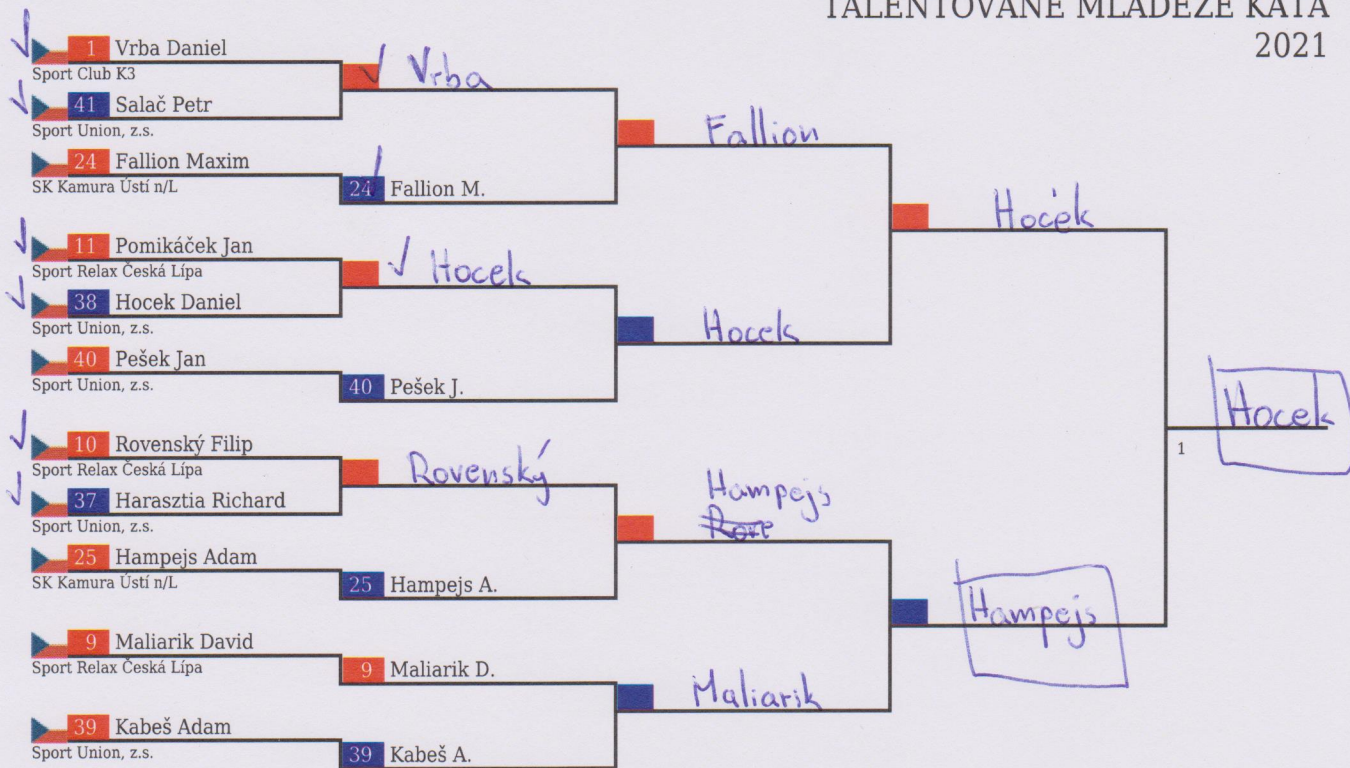 TALENTOVANÉ MLÁDEŽE KATA
2021
1 Vrba Daniel
Sport Club K3
Vrba
41 Salač Petr
Sport Union, z.s.
Fallion
24 Fallion Maxim
SK Kamura Ústí n/L
24 Fallion M.
Hocek
11 Pomikáček Jan
Sport Relax Česká Lípa
Hocek
38 Hocek Daniel
Sport Union, z.s.
Hocek
40 Pešek Jan
Sport Union, z.s.
40 Pešek J.
Hocek
1
10 Rovenský Filip
Sport Relax Česká Lípa
Rovenský
37 Harasztia Richard
Sport Union, z.s.
Hampejs
Rove
25 Hampejs Adam
SK Kamura Ústí n/L
25 Hampejs A.
Hampejs
9 Maliarik David
Sport Relax Česká Lípa
9 Maliarik D.
Maliarik
39 Kabeš Adam
Sport Union, z.s.
39 Kabeš A.